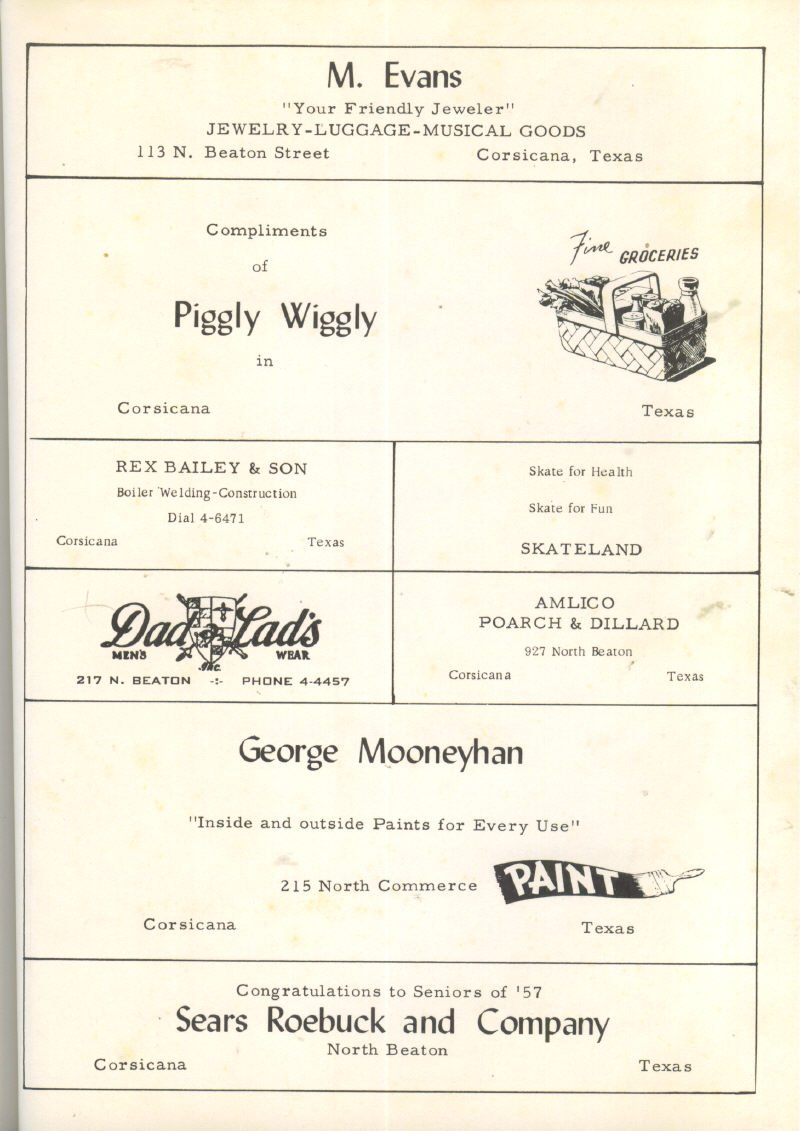 M. Evans
"Your Friendly Jeweler"
JEWELRY-LUGGAGE-MUSICAL GOODS
113 N. Beaton Street Corsicana, Texas
Compliments
of
Piggly Wiggly
in
Corsicana
Fine GROCERIES
Texas
REX BAILEY & SON
Boiler Welding-Construction
Dial 4-6471
Corsicana Texas
Skate for Health
Skate for Fun
SKATELAND
Dad & Lad's
MEN'S WEAR
INC.
217 N. BEATON -:- PHONE 4-4457
AMLICO
POARCH & DILLARD
927 North Beaton
Corsicana Texas
George Mooneyhan
"Inside and outside Paints for Every Use"
215 North Commerce
PAINT
Corsicana Texas
Congratulations to Seniors of '57
Sears Roebuck and Company
North Beaton
Corsicana Texas